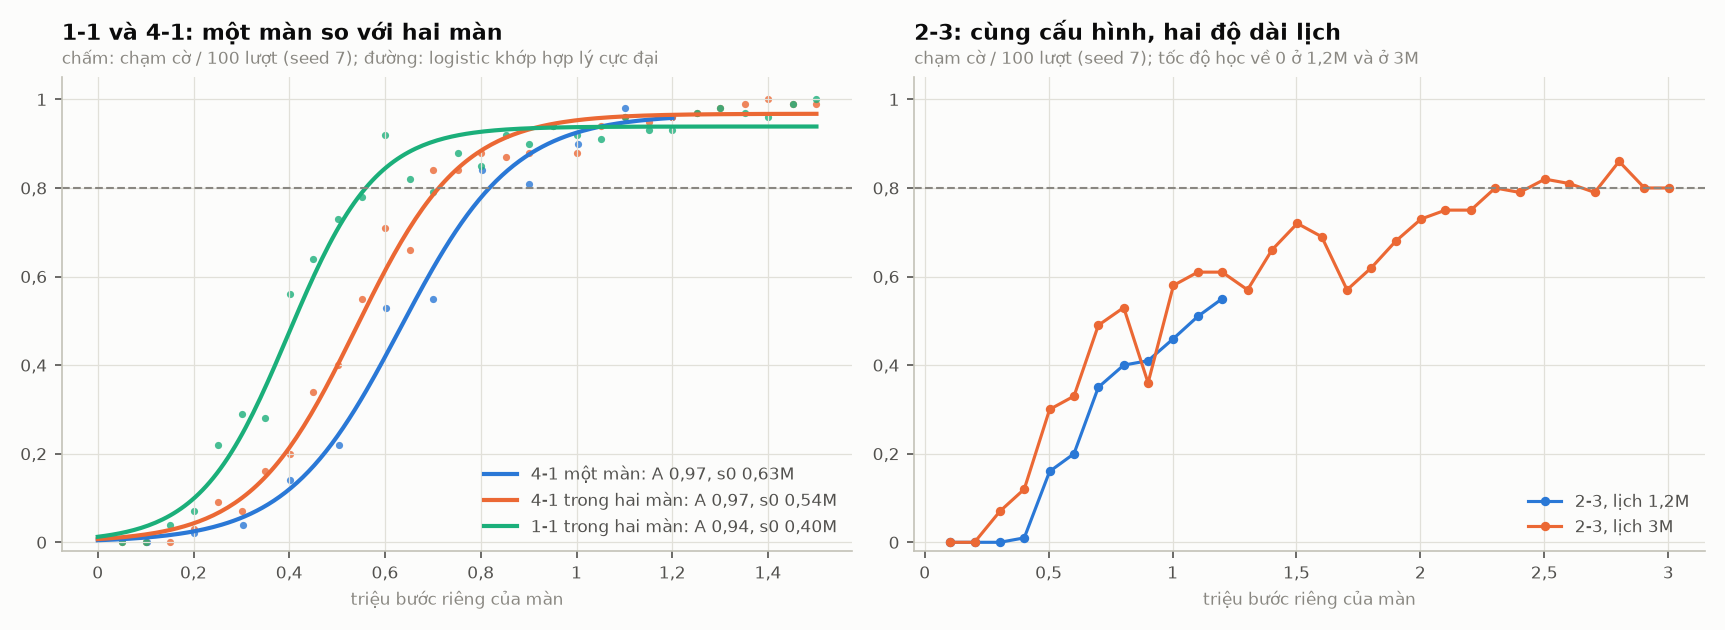 1-1 và 4-1: một màn so với hai màn
chấm: chạm cờ / 100 lượt (seed 7); đường: logistic khớp hợp lý cực đại
1
0,8
0,6
0,4
0,2
0
4-1 một màn: A 0,97, s0 0,63M
4-1 trong hai màn: A 0,97, s0 0,54M
1-1 trong hai màn: A 0,94, s0 0,40M
0 0,2 0,4 0,6 0,8 1 1,2 1,4
triệu bước riêng của màn
2-3: cùng cấu hình, hai độ dài lịch
chạm cờ / 100 lượt (seed 7); tốc độ học về 0 ở 1,2M và ở 3M
1
0,8
0,6
0,4
0,2
0
2-3, lịch 1,2M
2-3, lịch 3M
0 0,5 1 1,5 2 2,5 3
triệu bước riêng của màn